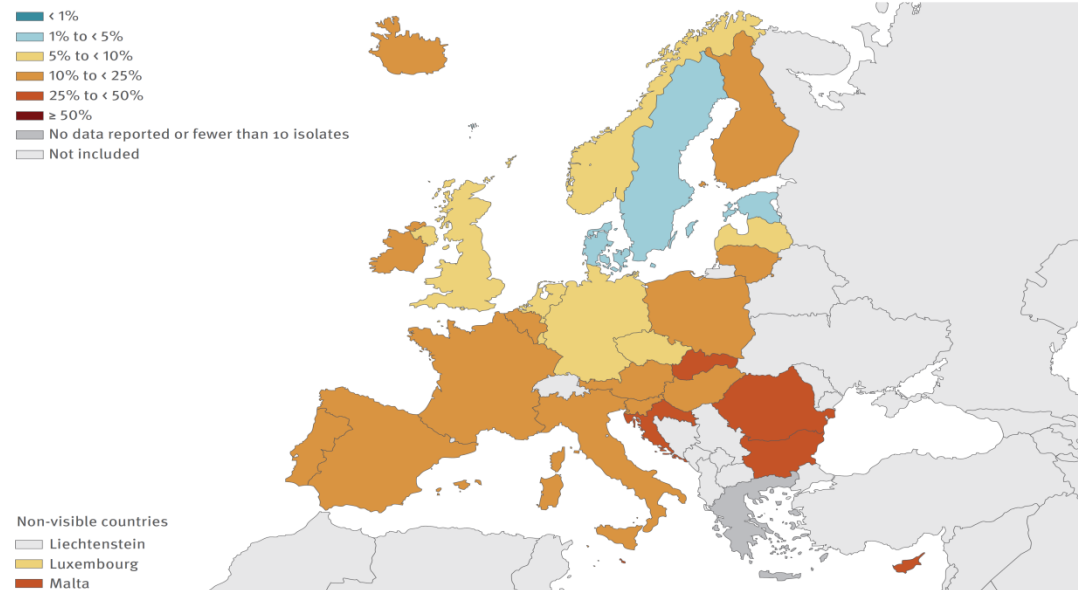 < 1%
1% to < 5%
5% to < 10%
10% to < 25%
25% to < 50%
≥ 50%
No data reported or fewer than 10 isolates
Not included
Non-visible countries
Liechtenstein
Luxembourg
Malta